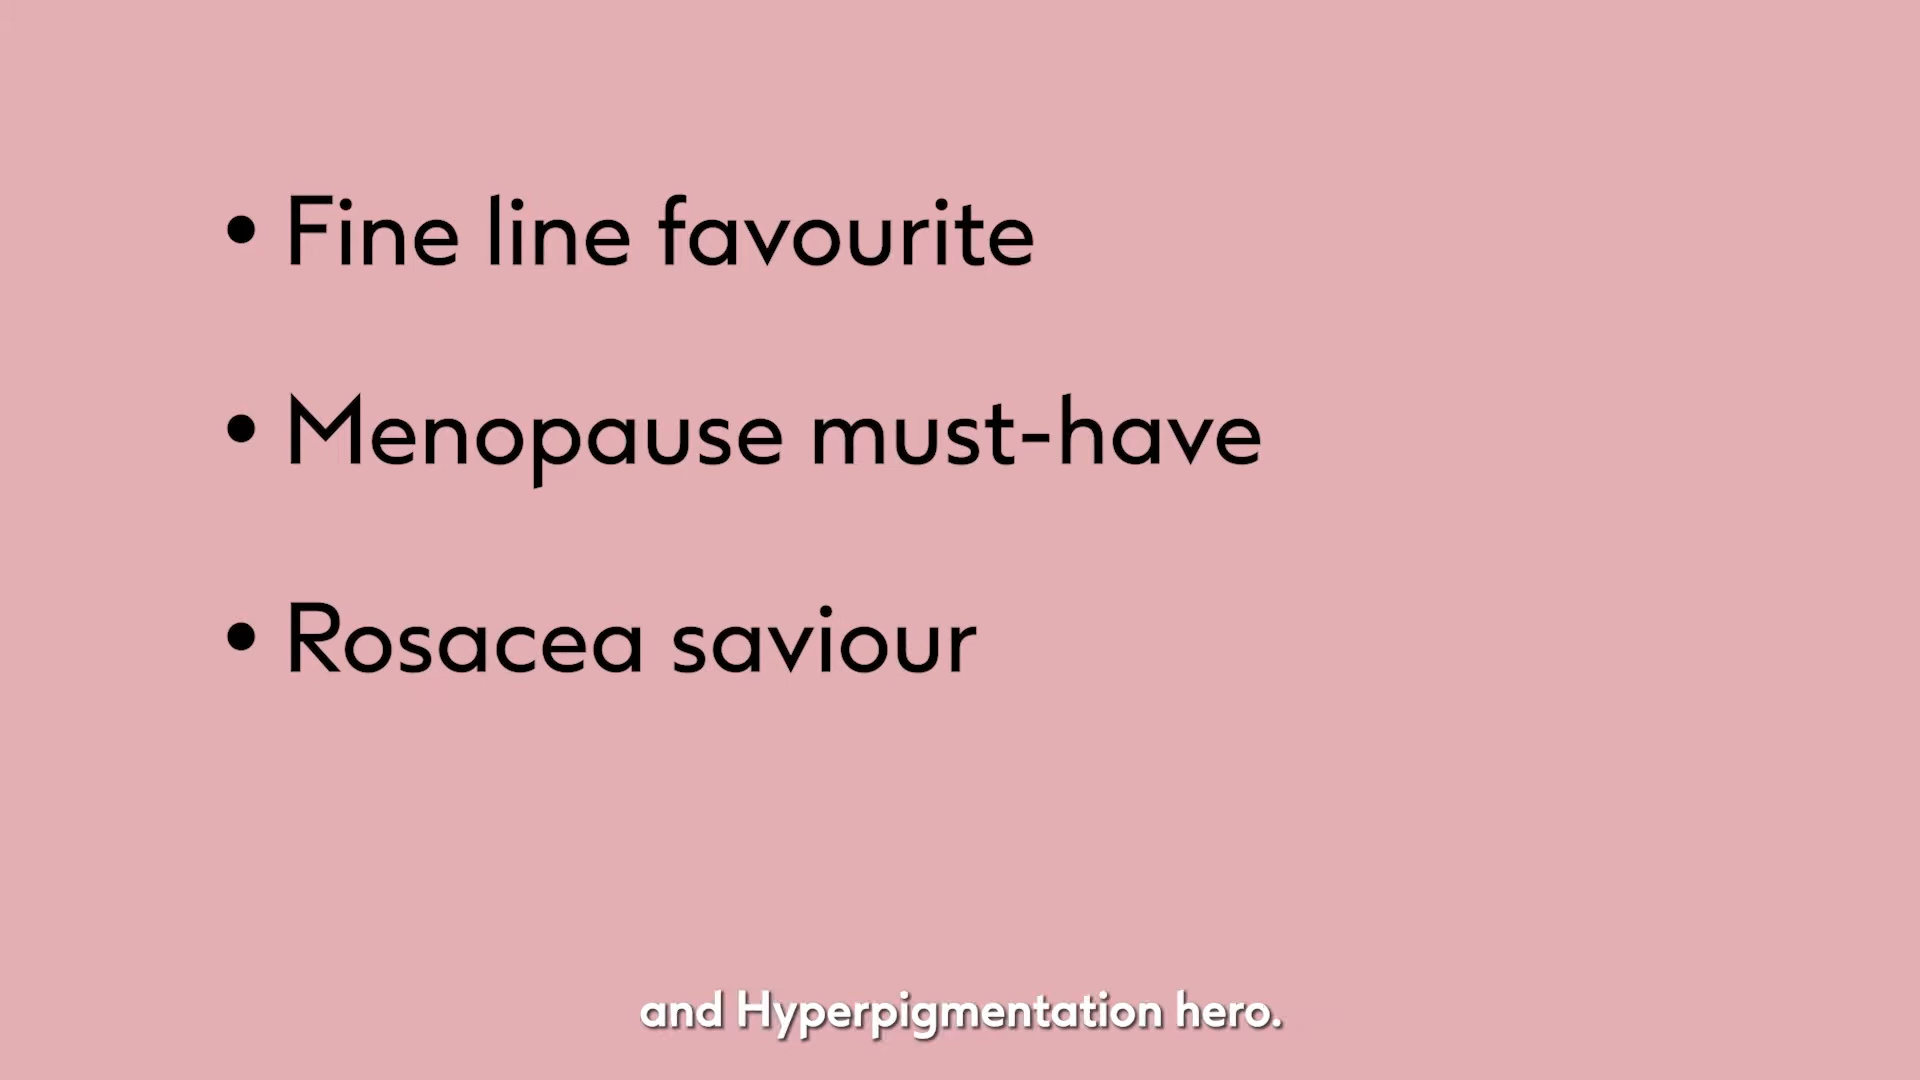 • Fine line favourite
• Menopause must-have
• Rosacea saviour
and Hyperpigmentation hero.